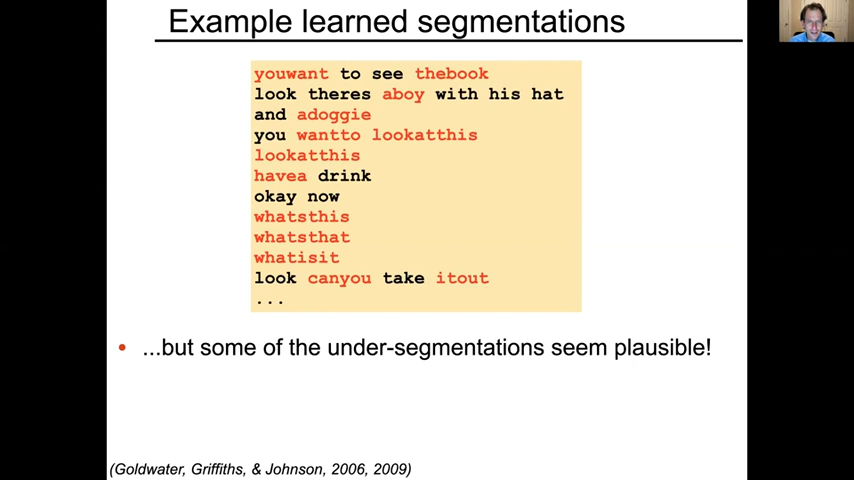 Example learned segmentations
youwant to see thebook
look theres aboy with his hat
and adoggie
you wantto lookatthis
lookatthis
havea drink
okay now
whatsthis
whatsthat
whatisit
look canyou take itout
...
• ...but some of the under-segmentations seem plausible!
(Goldwater, Griffiths, & Johnson, 2006, 2009)